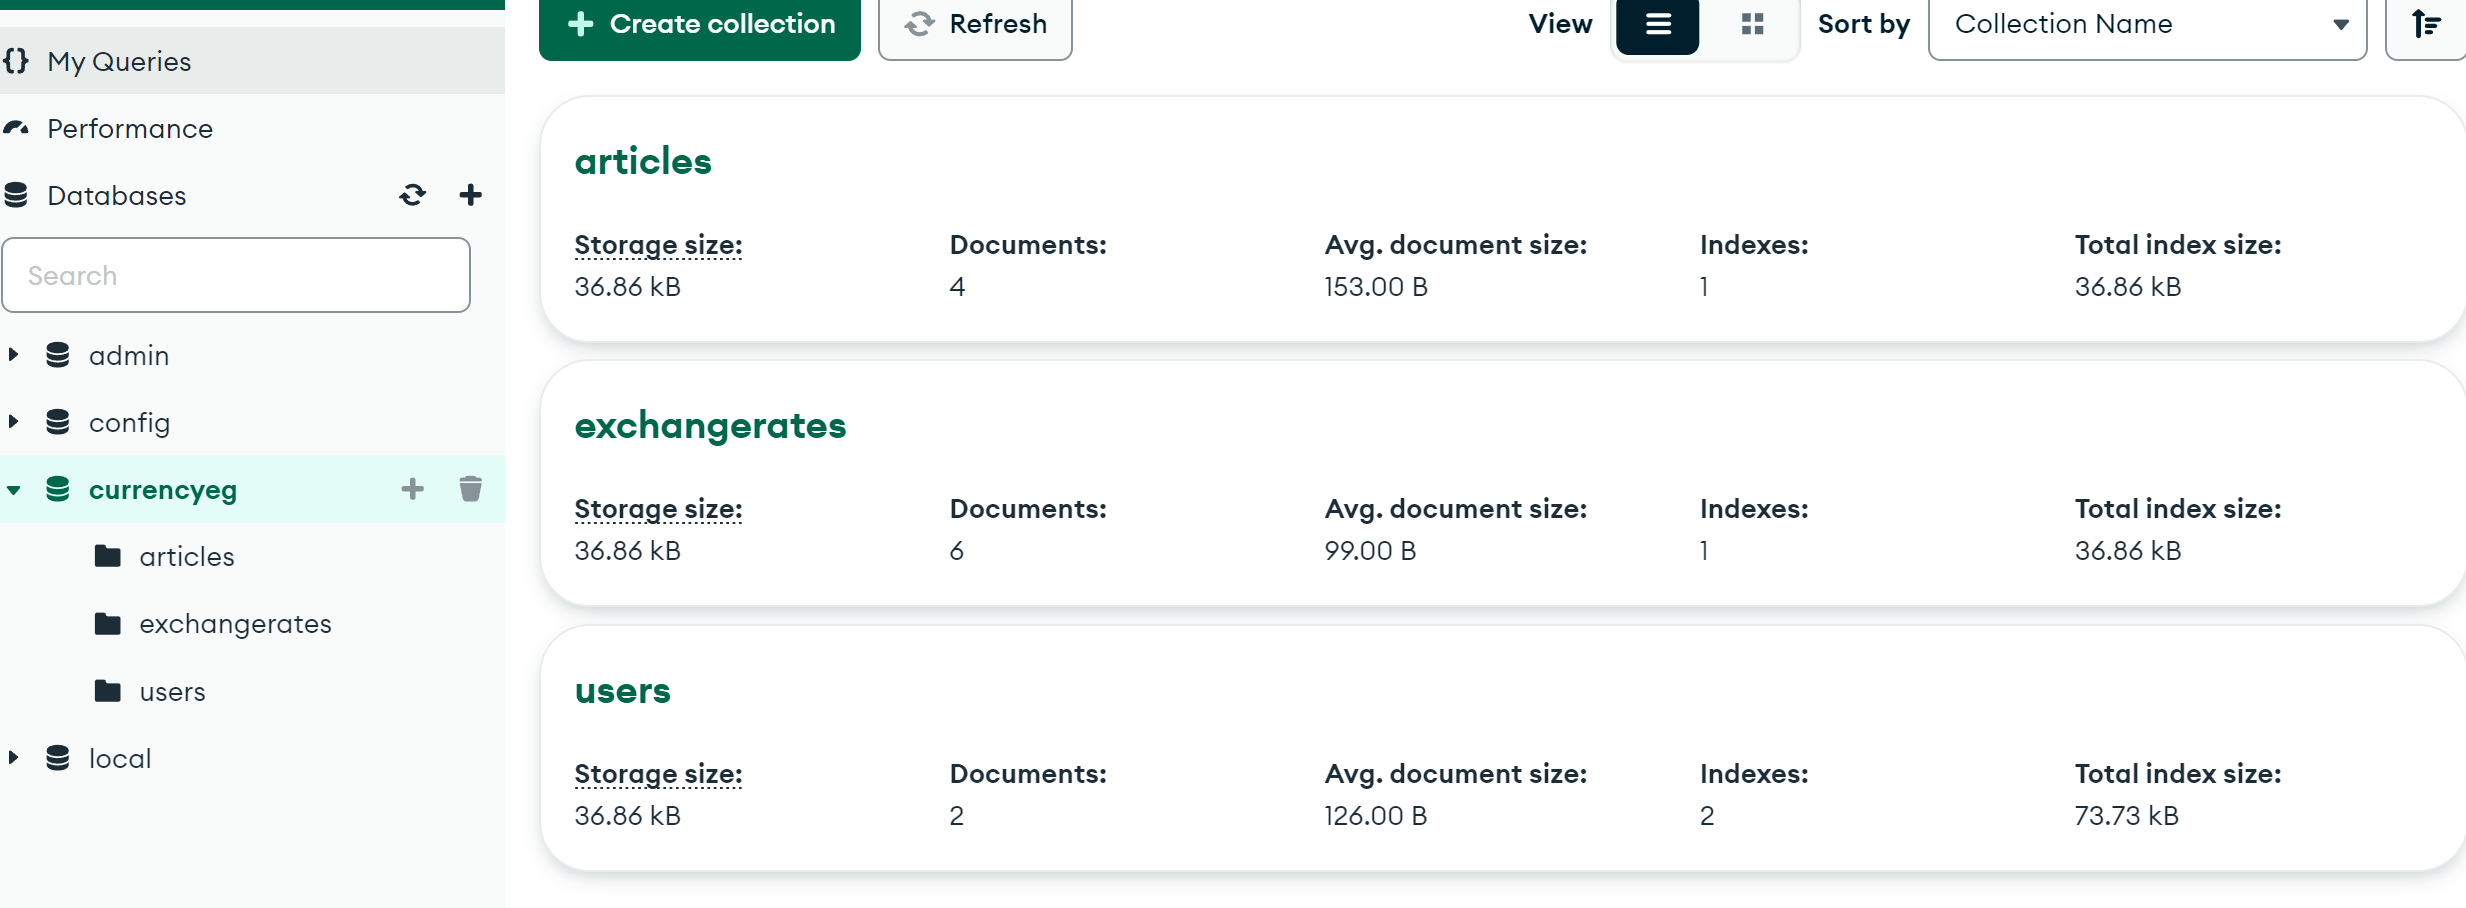 Create collection
Refresh
View
Sort by
Collection Name
My Queries
Performance
Databases
Search
admin
config
currencyeg
articles
exchangerates
users
local
articles
Storage size: Documents: Avg. document size: Indexes: Total index size:
36.86 kB 4 153.00 B 1 36.86 kB
exchangerates
Storage size: Documents: Avg. document size: Indexes: Total index size:
36.86 kB 6 99.00 B 1 36.86 kB
users
Storage size: Documents: Avg. document size: Indexes: Total index size:
36.86 kB 2 126.00 B 2 73.73 kB